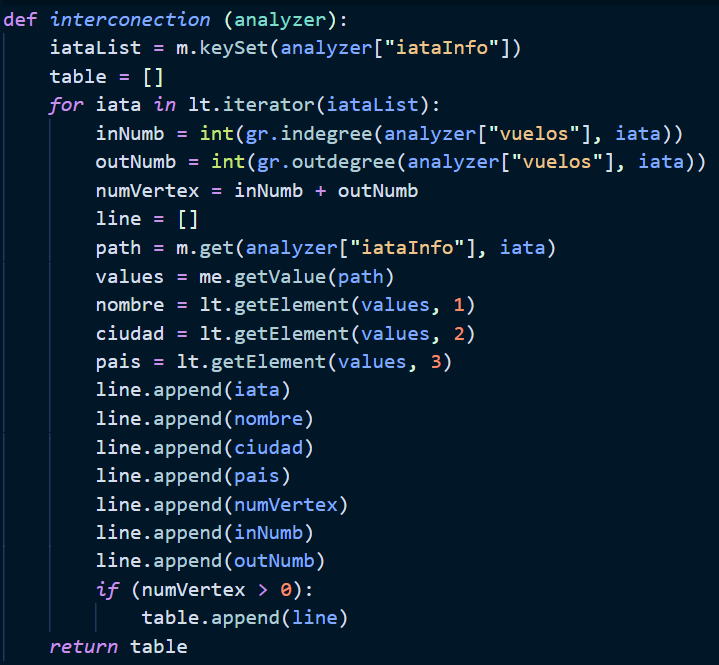 def interconection (analyzer):
    iataList = m.keySet(analyzer["iataInfo"])
    table = []
    for iata in lt.iterator(iataList):
        inNumb = int(gr.indegree(analyzer["vuelos"], iata))
        outNumb = int(gr.outdegree(analyzer["vuelos"], iata))
        numVertex = inNumb + outNumb
        line = []
        path = m.get(analyzer["iataInfo"], iata)
        values = me.getValue(path)
        nombre = lt.getElement(values, 1)
        ciudad = lt.getElement(values, 2)
        pais = lt.getElement(values, 3)
        line.append(iata)
        line.append(nombre)
        line.append(ciudad)
        line.append(pais)
        line.append(numVertex)
        line.append(inNumb)
        line.append(outNumb)
        if (numVertex > 0):
            table.append(line)
    return table